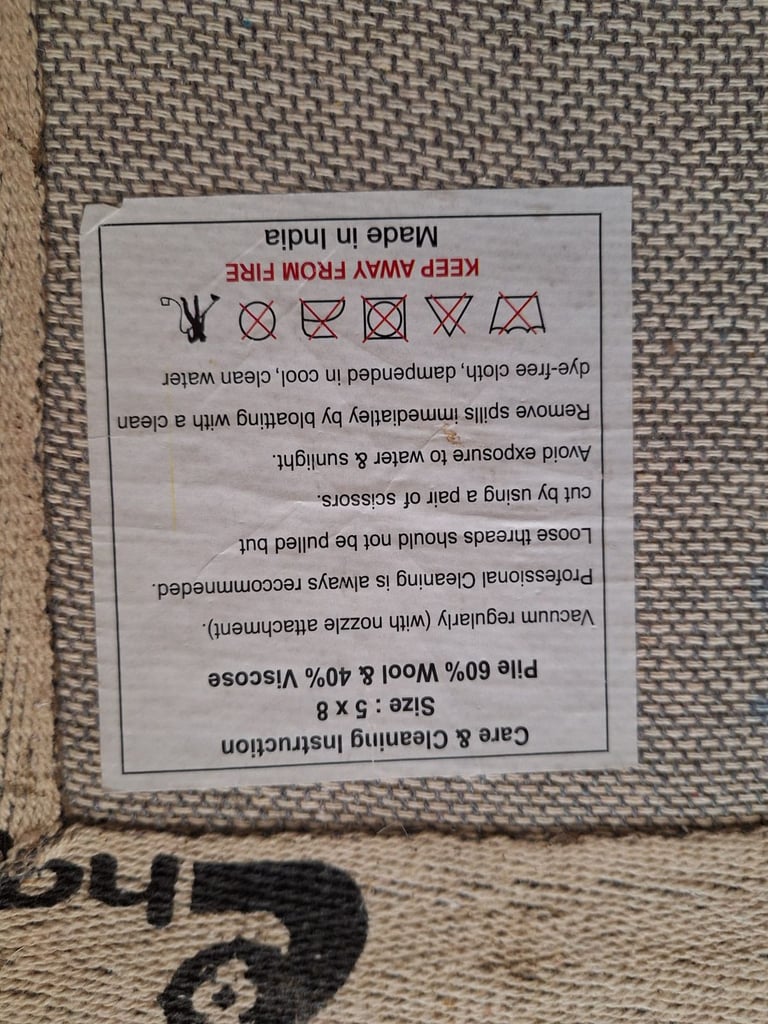 Care & Cleaning Instruction
Size : 5 x 8
Pile 60% Wool & 40% Viscose
Vacuum regularly (with nozzle attachment).
Professional Cleaning is always reccommneded.
Loose threads should not be pulled but
cut by using a pair of scissors.
Avoid exposure to water & sunlight.
Remove spills immediatley by bloatting with a clean
dye-free cloth, dampended in cool, clean water
KEEP AWAY FROM FIRE
Made in India